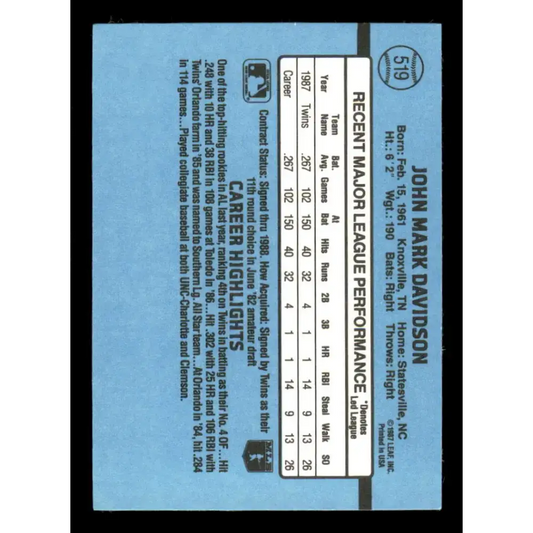 519
JOHN MARK DAVIDSON
Born: Feb. 15, 1961 Knoxville, TN Home: Statesville, NC
Ht.: 6'2" Wgt.: 190 Bats: Right Throws: Right
© 1987 LEAF, INC.
Printed in USA
RECENT MAJOR LEAGUE PERFORMANCE *Denotes Led League
Year Team Name Bat. Avg. Games At Bat Hits Runs 2B 3B HR RBI Steal Walk SO
1987 Twins .267 102 150 40 32 4 1 1 14 9 13 26
Career .267 102 150 40 32 4 1 1 14 9 13 26
Contract Status: Signed thru 1988. How Acquired: Signed by Twins as their
11th round choice in June '82 amateur draft
CAREER HIGHLIGHTS
One of the top-hitting rookies in AL last year, ranking 4th on Twins in batting as their No. 4 OF...Hit
.248 with 10 HR and 38 RBI in 106 games at Toledo in '86...Hit .302 with 25 HR and 106 RBI with
Twins' Orlando farm in '85 and was named to Southern Lg. All Star team...At Orlando in '84, hit .284
in 114 games...Played collegiate baseball at both UNC-Charlotte and Clemson.